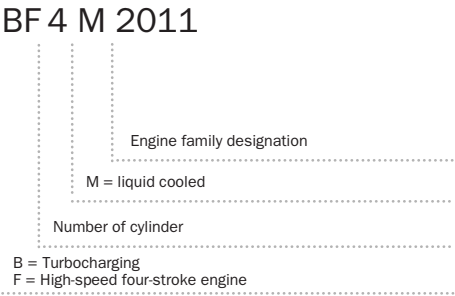 BF 4 M 2011
Engine family designation
M = liquid cooled
Number of cylinder
B = Turbocharging
F = High-speed four-stroke engine